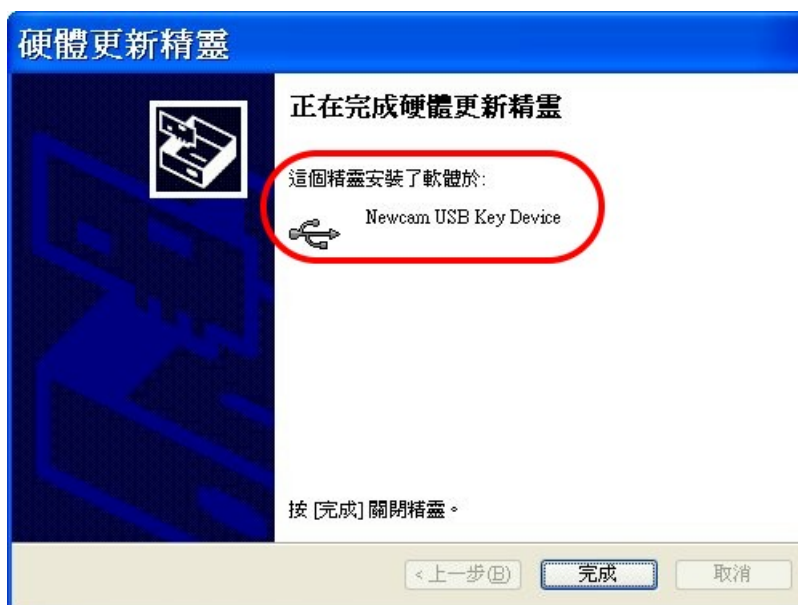 硬體更新精靈
正在完成硬體更新精靈
這個精靈安裝了軟體於:
Newcam USB Key Device
按 [完成] 關閉精靈。
<上一步(B)
完成
取消